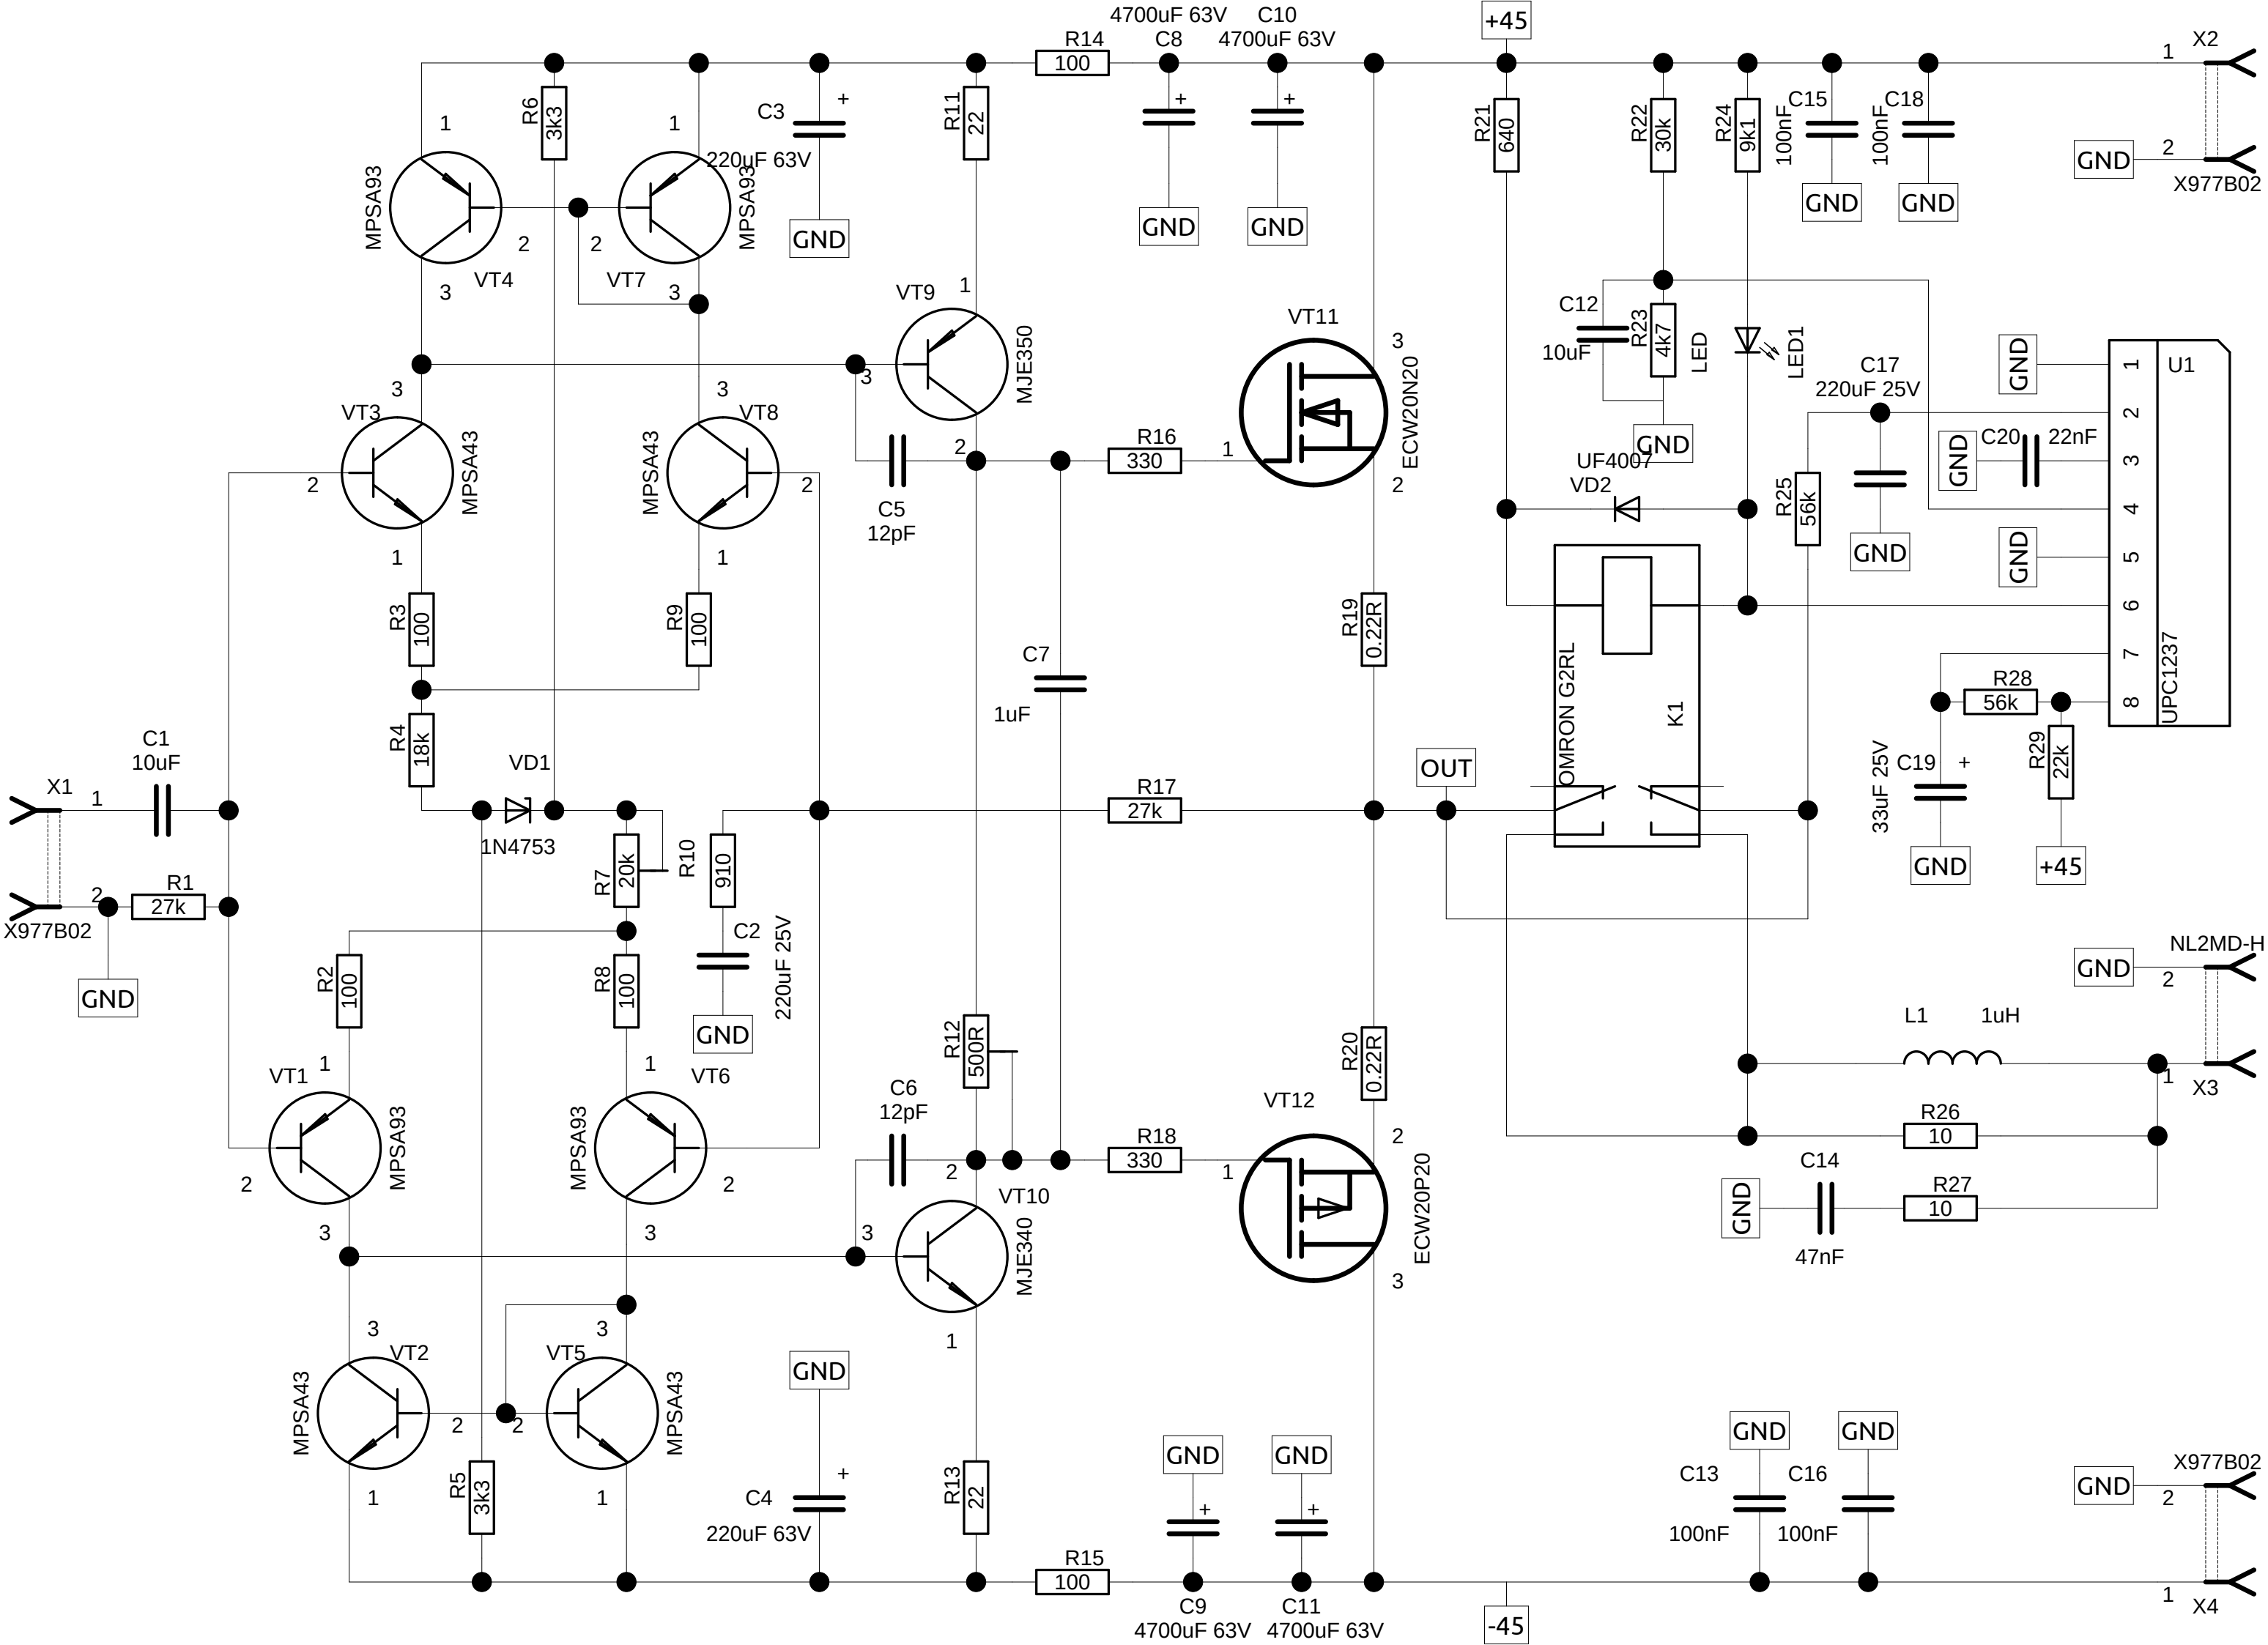 4700uF 63V
C10
+45
R14
C8
4700uF 63V
X2
100
1
R6
3k3
C3
+
R11
22
+
+
R21
640
R22
30k
R24
9k1
100nF
C15
100nF
C18
1
1
220uF 63V
2
GND
X977B02
MPSA93
MPSA93
GND
GND
GND
GND
GND
2
2
VT4
VT7
3
3
VT9
1
C12
10uF
R23
4k7
LED
LED1
VT11
3
MJE350
ECW20N20
GND
1
U1
C17
220uF 25V
2
3
3
3
VT3
VT8
MPSA43
MPSA43
2
2
2
C5
12pF
R16
330
1
2
GND
UF4007
VD2
R25
56k
GND
C20
22nF
3
4
GND
GND
5
1
1
R3
100
R9
100
R19
0.22R
6
C7
1uF
OMRON G2RL
K1
7
R28
56k
8
UPC1237
R4
18k
C1
10uF
VD1
OUT
33uF 25V
C19
+
R29
22k
X1
1
1N4753
R17
27k
GND
+45
R7
20k
R10
910
2
R1
27k
X977B02
C2
220uF 25V
NL2MD-H
GND
2
GND
R2
100
R8
100
GND
R12
500R
R20
0.22R
L1
1uH
1
1
VT1
VT6
C6
12pF
VT12
1
X3
MPSA93
MPSA93
R26
10
R18
330
2
1
2
2
2
VT10
ECW20P20
C14
47nF
GND
R27
10
3
3
3
MJE340
3
3
3
VT2
VT5
1
GND
MPSA43
MPSA43
2
2
GND
GND
GND
GND
X977B02
1
R5
3k3
1
C4
+
220uF 63V
R13
22
+
+
C13
100nF
C16
100nF
GND
2
R15
100
C9
4700uF 63V
C11
4700uF 63V
-45
1
X4